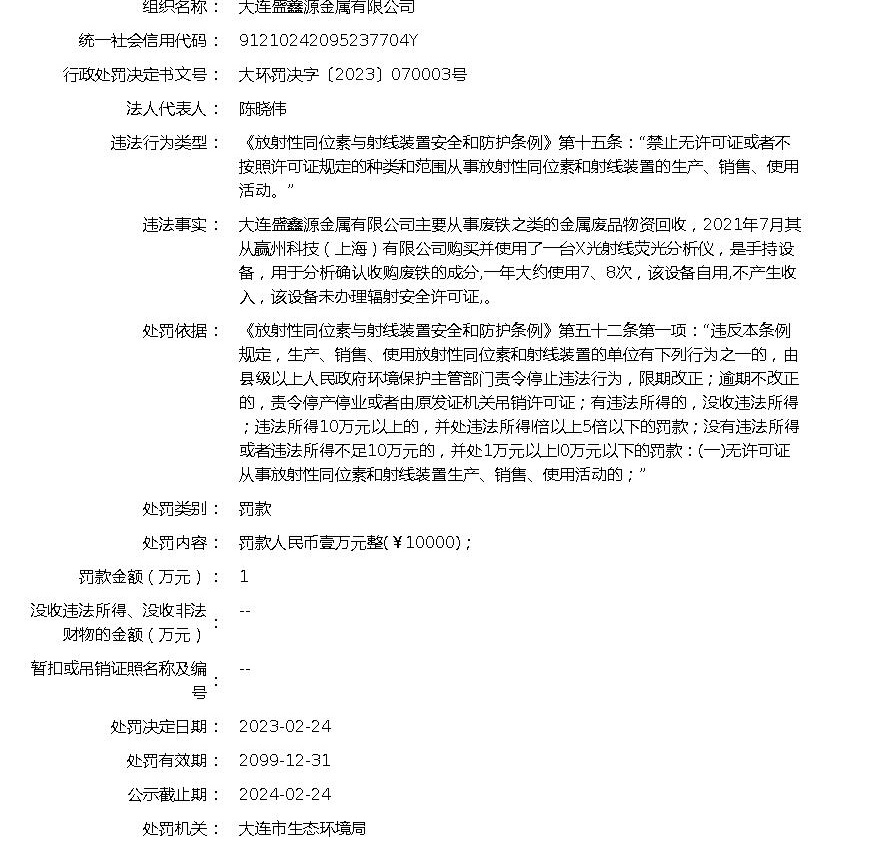 组织名称： 大连盛鑫源金属有限公司
统一社会信用代码： 91210242095237704Y
行政处罚决定书文号： 大环罚决字〔2023〕070003号
法人代表人： 陈晓伟
违法行为类型： 《放射性同位素与射线装置安全和防护条例》第十五条：“禁止无许可证或者不
按照许可证规定的种类和范围从事放射性同位素和射线装置的生产、销售、使用
活动。”
违法事实： 大连盛鑫源金属有限公司主要从事废铁之类的金属废品物资回收，2021年7月其
从赢州科技（上海）有限公司购买并使用了一台X光射线荧光分析仪，是手持设
备，用于分析确认收购废铁的成分,一年大约使用7、8次，该设备自用,不产生收
入，该设备未办理辐射安全许可证,。
处罚依据： 《放射性同位素与射线装置安全和防护条例》第五十二条第一项：“违反本条例
规定，生产、销售、使用放射性同位素和射线装置的单位有下列行为之一的，由
县级以上人民政府环境保护主管部门责令停止违法行为，限期改正；逾期不改正
的，责令停产停业或者由原发证机关吊销许可证；有违法所得的，没收违法所得
；违法所得10万元以上的，并处违法所得l倍以上5倍以下的罚款；没有违法所得
或者违法所得不足10万元的，并处1万元以上l0万元以下的罚款：(一)无许可证
从事放射性同位素和射线装置生产、销售、使用活动的；”
处罚类别： 罚款
处罚内容： 罚款人民币壹万元整(￥10000)；
罚款金额（万元）： 1
没收违法所得、没收非法
财物的金额（万元）： --
暂扣或吊销证照名称及编
号： --
处罚决定日期： 2023-02-24
处罚有效期： 2099-12-31
公示截止期： 2024-02-24
处罚机关： 大连市生态环境局